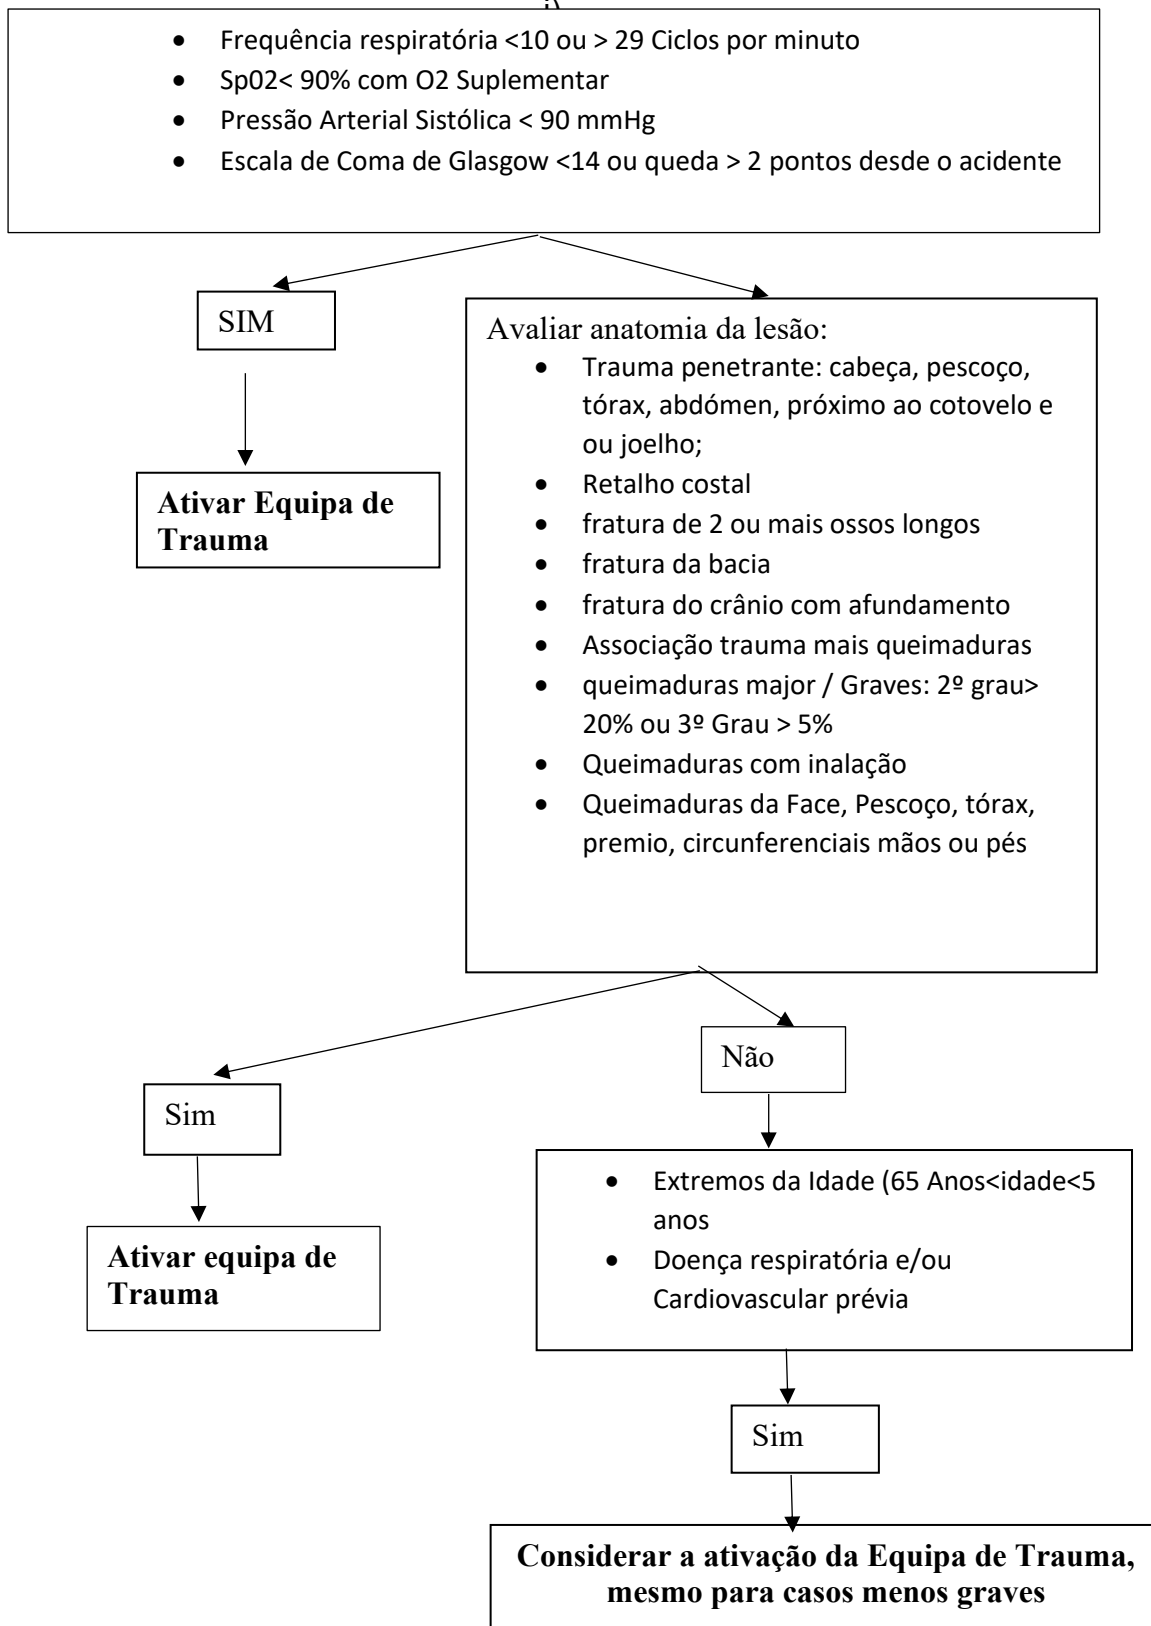 i)
• Frequência respiratória <10 ou > 29 Ciclos por minuto
• Sp02< 90% com O2 Suplementar
• Pressão Arterial Sistólica < 90 mmHg
• Escala de Coma de Glasgow <14 ou queda > 2 pontos desde o acidente
SIM
Ativar Equipa de
Trauma
Avaliar anatomia da lesão:
• Trauma penetrante: cabeça, pescoço,
tórax, abdómen, próximo ao cotovelo e
ou joelho;
• Retalho costal
• fratura de 2 ou mais ossos longos
• fratura da bacia
• fratura do crânio com afundamento
• Associação trauma mais queimaduras
• queimaduras major / Graves: 2º grau>
20% ou 3º Grau > 5%
• Queimaduras com inalação
• Queimaduras da Face, Pescoço, tórax,
premio, circunferenciais mãos ou pés
Sim
Ativar equipa de
Trauma
Não
• Extremos da Idade (65 Anos<idade<5
anos
• Doença respiratória e/ou
Cardiovascular prévia
Sim
Considerar a ativação da Equipa de Trauma,
mesmo para casos menos graves